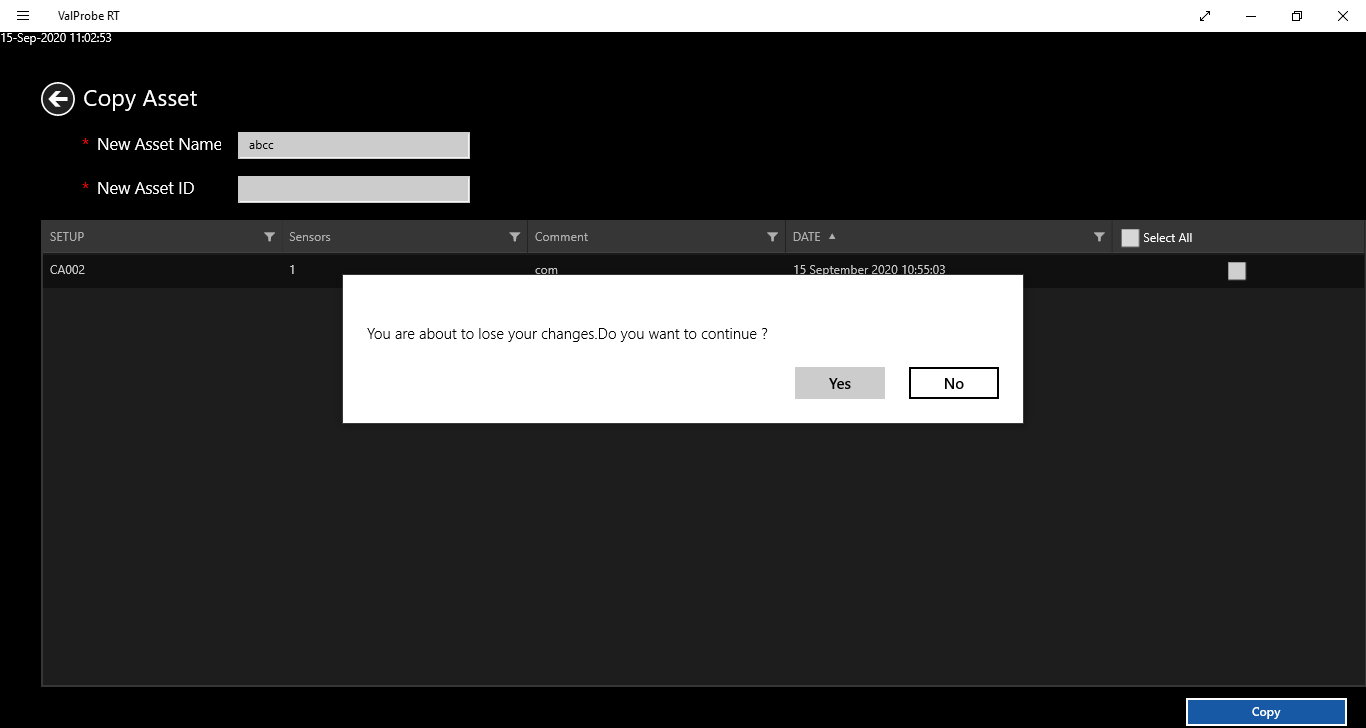 ValProbe RT
15-Sep-2020 11:02:53
Copy Asset
* New Asset Name abcc
* New Asset ID
SETUP Sensors Comment DATE Select All
CA002 1 com 15 September 2020 10:55:03
You are about to lose your changes.Do you want to continue ?
Yes No
Copy